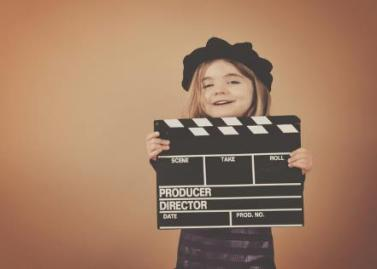 SCENE TAKE ROLL
PRODUCER
DIRECTOR
DATE PROD. NO.